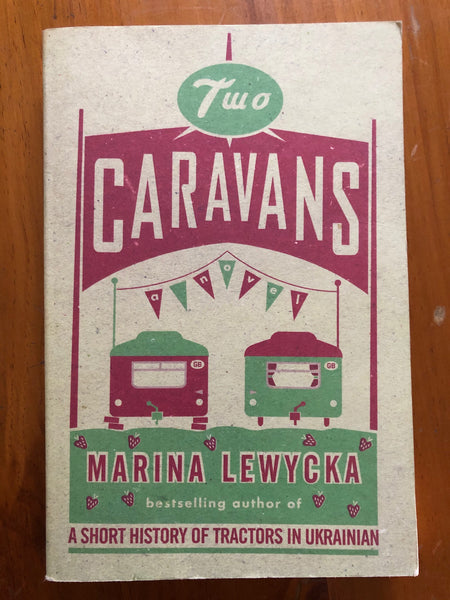 Two
CARAVANS
a novel
GB
GB
MARINA LEWYCKA
bestselling author of
A SHORT HISTORY OF TRACTORS IN UKRAINIAN